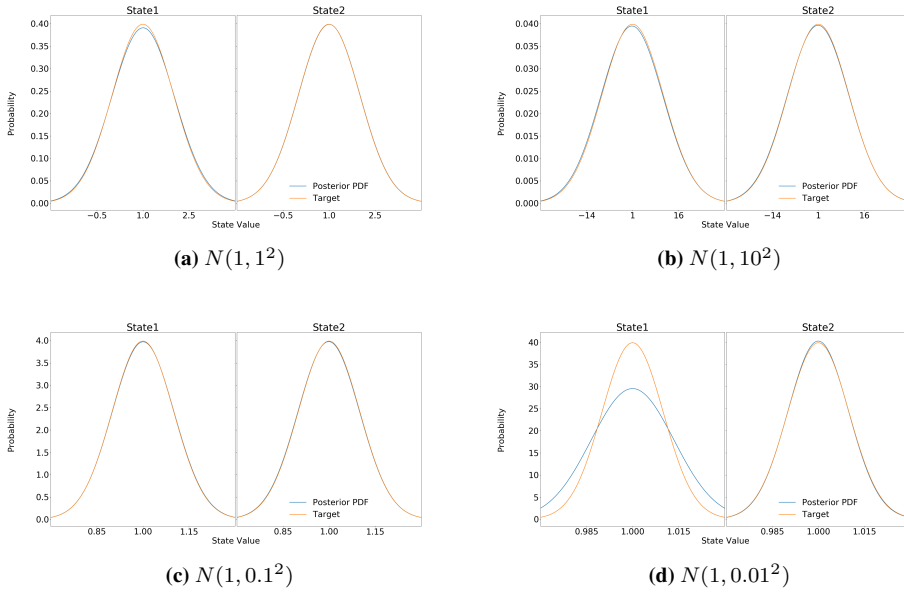 State1 State2
0.40
0.35
0.30
0.25
0.20
0.15
0.10
0.05
0.00
Probability
Posterior PDF
Target
−0.5 1.0 2.5 −0.5 1.0 2.5
State Value
(a) N(1, 1²)
State1 State2
0.040
0.035
0.030
0.025
0.020
0.015
0.010
0.005
0.000
Probability
Posterior PDF
Target
−14 1 16 −14 1 16
State Value
(b) N(1, 10²)
State1 State2
4.0
3.5
3.0
2.5
2.0
1.5
1.0
0.5
0.0
Probability
Posterior PDF
Target
0.85 1.00 1.15 0.85 1.00 1.15
State Value
(c) N(1, 0.1²)
State1 State2
40
35
30
25
20
15
10
5
0
Probability
Posterior PDF
Target
0.985 1.000 1.015 0.985 1.000 1.015
State Value
(d) N(1, 0.01²)